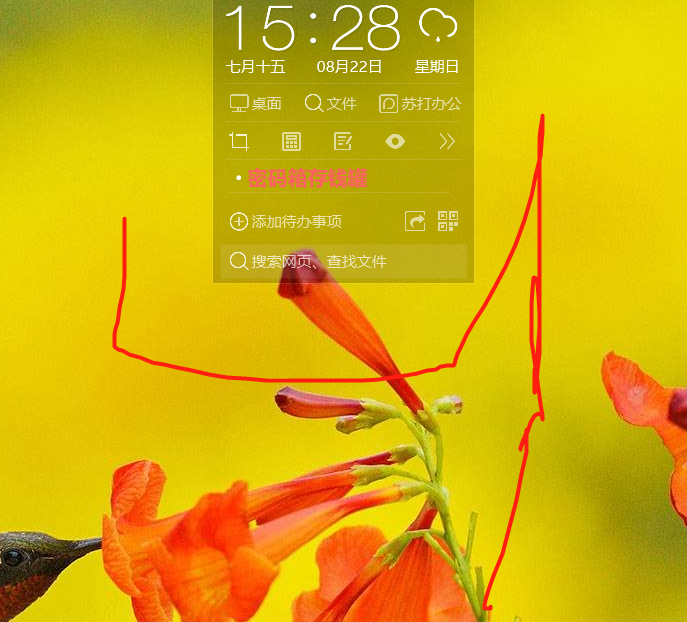 15:28
七月十五 08月22日 星期日
桌面 文件 苏打办公
密码箱存钱罐
添加待办事项
搜索网页、查找文件